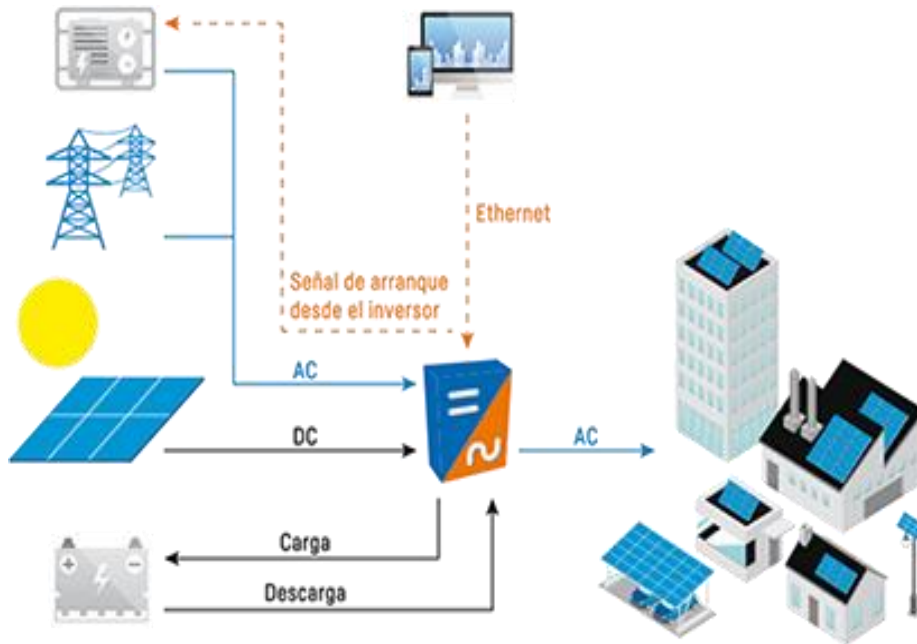 Ethernet
Señal de arranque
desde el inversor
AC
DC
AC
Carga
Descarga
+
−